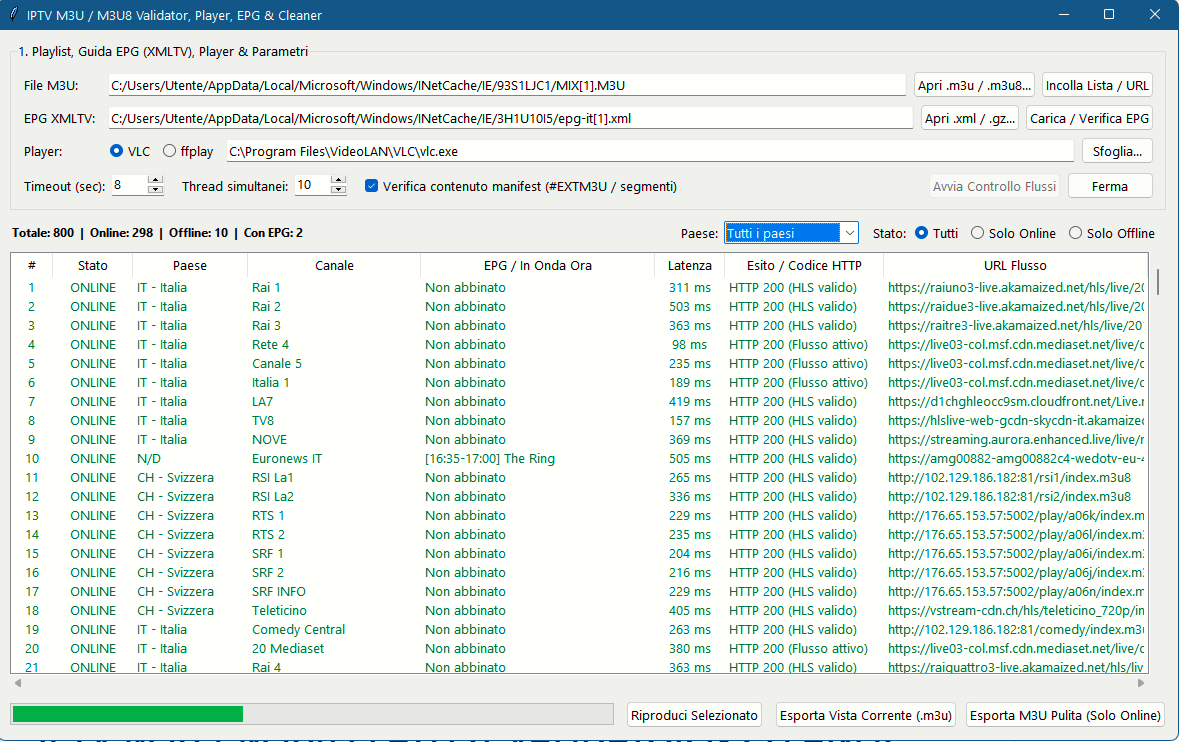 IPTV M3U / M3U8 Validator, Player, EPG & Cleaner
1. Playlist, Guida EPG (XMLTV), Player & Parametri
File M3U: C:/Users/Utente/AppData/Local/Microsoft/Windows/INetCache/IE/93S1LJC1/MIX[1].M3U Apri .m3u / .m3u8... Incolla Lista / URL
EPG XMLTV: C:/Users/Utente/AppData/Local/Microsoft/Windows/INetCache/IE/3H1U10I5/epg-it[1].xml Apri .xml / .gz... Carica / Verifica EPG
Player: VLC ffplay C:\Program Files\VideoLAN\VLC\vlc.exe Sfoglia...
Timeout (sec): 8 Thread simultanei: 10 Verifica contenuto manifest (#EXTM3U / segmenti) Avvia Controllo Flussi Ferma
Totale: 800 | Online: 298 | Offline: 10 | Con EPG: 2 Paese: Tutti i paesi Stato: Tutti Solo Online Solo Offline
# Stato Paese Canale EPG / In Onda Ora Latenza Esito / Codice HTTP URL Flusso
1 ONLINE IT - Italia Rai 1 Non abbinato 311 ms HTTP 200 (HLS valido) https://raiuno3-live.akamaized.net/hls/live/20
2 ONLINE IT - Italia Rai 2 Non abbinato 503 ms HTTP 200 (HLS valido) https://raidue3-live.akamaized.net/hls/live/20
3 ONLINE IT - Italia Rai 3 Non abbinato 363 ms HTTP 200 (HLS valido) https://raitre3-live.akamaized.net/hls/live/20
4 ONLINE IT - Italia Rete 4 Non abbinato 98 ms HTTP 200 (Flusso attivo) https://live03-col.msf.cdn.mediaset.net/live/c
5 ONLINE IT - Italia Canale 5 Non abbinato 235 ms HTTP 200 (Flusso attivo) https://live03-col.msf.cdn.mediaset.net/live/c
6 ONLINE IT - Italia Italia 1 Non abbinato 189 ms HTTP 200 (Flusso attivo) https://live03-col.msf.cdn.mediaset.net/live/c
7 ONLINE IT - Italia LA7 Non abbinato 419 ms HTTP 200 (HLS valido) https://d1chghleocc9sm.cloudfront.net/Live.
8 ONLINE IT - Italia TV8 Non abbinato 157 ms HTTP 200 (HLS valido) https://hlslive-web-gcdn-skycdn-it.akamaized
9 ONLINE IT - Italia NOVE Non abbinato 369 ms HTTP 200 (HLS valido) https://streaming.aurora.enhanced.live/live/
10 ONLINE N/D Euronews IT [16:35-17:00] The Ring 505 ms HTTP 200 (HLS valido) https://amg00882-amg00882c4-wedotv-eu-
11 ONLINE CH - Svizzera RSI La1 Non abbinato 265 ms HTTP 200 (HLS valido) http://102.129.186.182:81/rsi1/index.m3u8
12 ONLINE CH - Svizzera RSI La2 Non abbinato 336 ms HTTP 200 (HLS valido) http://102.129.186.182:81/rsi2/index.m3u8
13 ONLINE CH - Svizzera RTS 1 Non abbinato 229 ms HTTP 200 (HLS valido) http://176.65.153.57:5002/play/a06k/index.m
14 ONLINE CH - Svizzera RTS 2 Non abbinato 235 ms HTTP 200 (HLS valido) http://176.65.153.57:5002/play/a06l/index.m3
15 ONLINE CH - Svizzera SRF 1 Non abbinato 204 ms HTTP 200 (HLS valido) http://176.65.153.57:5002/play/a06i/index.m3
16 ONLINE CH - Svizzera SRF 2 Non abbinato 216 ms HTTP 200 (HLS valido) http://176.65.153.57:5002/play/a06j/index.m3
17 ONLINE CH - Svizzera SRF INFO Non abbinato 229 ms HTTP 200 (HLS valido) http://176.65.153.57:5002/play/a06n/index.m
18 ONLINE CH - Svizzera Teleticino Non abbinato 405 ms HTTP 200 (HLS valido) https://vstream-cdn.ch/hls/teleticino_720p/in
19 ONLINE IT - Italia Comedy Central Non abbinato 263 ms HTTP 200 (HLS valido) http://102.129.186.182:81/comedy/index.m3u
20 ONLINE IT - Italia 20 Mediaset Non abbinato 380 ms HTTP 200 (Flusso attivo) https://live03-col.msf.cdn.mediaset.net/live/c
21 ONLINE IT - Italia Rai 4 Non abbinato 363 ms HTTP 200 (HLS valido) https://raiquattro3-live.akamaized.net/hls/liv
Riproduci Selezionato Esporta Vista Corrente (.m3u) Esporta M3U Pulita (Solo Online)